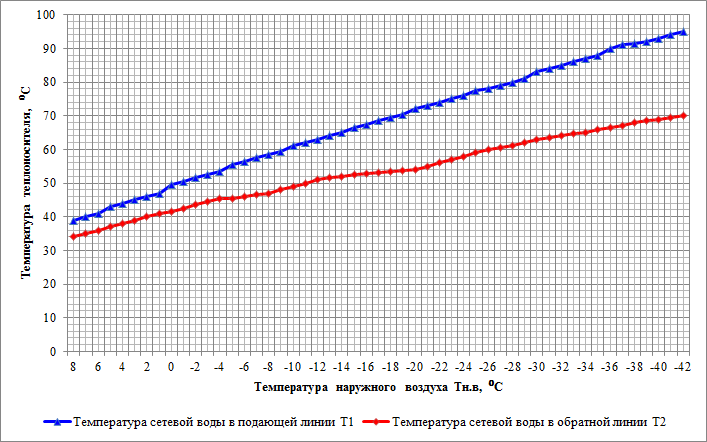 Температура теплоносителя, ⁰С
100
90
80
70
60
50
40
30
20
10
0
8 6 4 2 0 -2 -4 -6 -8 -10 -12 -14 -16 -18 -20 -22 -24 -26 -28 -30 -32 -34 -36 -38 -40 -42
Температура наружного воздуха Тн.в, ⁰С
Температура сетевой воды в подающей линии Т1 Температура сетевой воды в обратной линии Т2